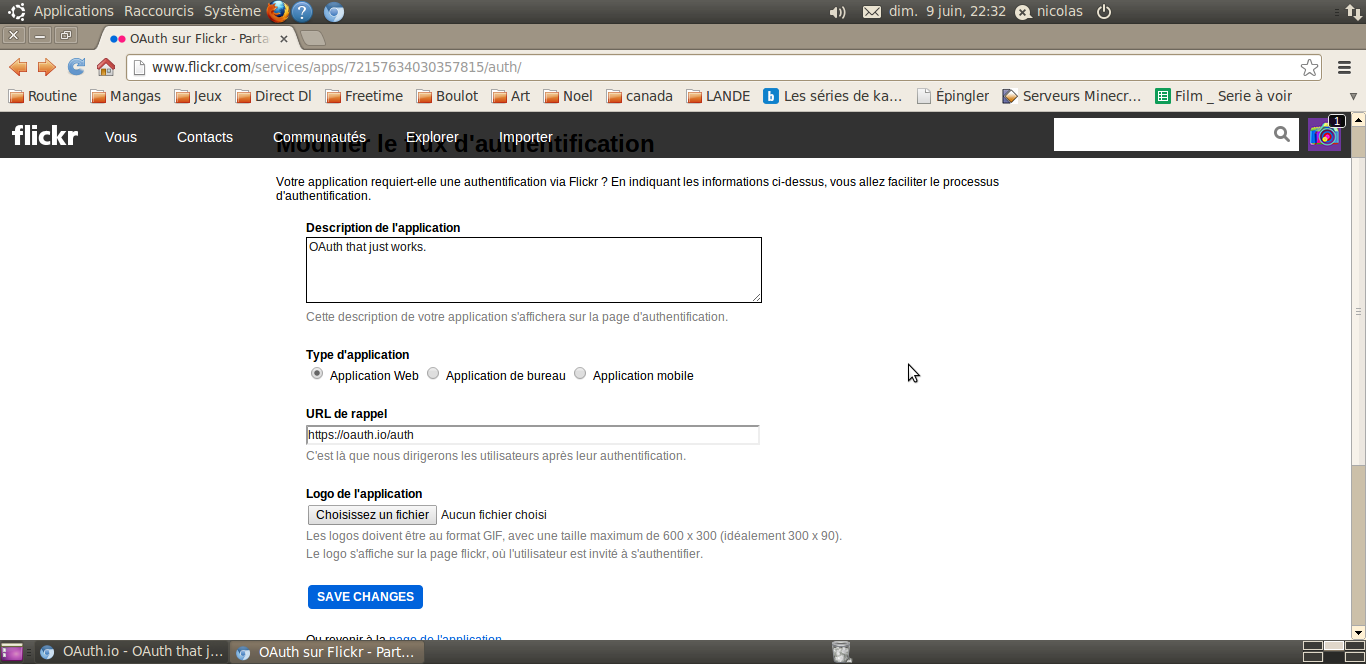 Applications Raccourcis Système ? dim. 9 juin, 22:32 nicolas
OAuth sur Flickr - Parta
www.flickr.com/services/apps/72157634030357815/auth/
Routine Mangas Jeux Direct Dl Freetime Boulot Art Noel canada LANDE b Les séries de ka... Épingler Serveurs Minecr... Film _ Serie à voir
flickr Vous Contacts Communautés Explorer Importer 1
Modifier le flux d'authentification
Votre application requiert-elle une authentification via Flickr ? En indiquant les informations ci-dessus, vous allez faciliter le processus
d'authentification.
Description de l'application
OAuth that just works.
Cette description de votre application s'affichera sur la page d'authentification.
Type d'application
Application Web Application de bureau Application mobile
URL de rappel
https://oauth.io/auth
C'est là que nous dirigerons les utilisateurs après leur authentification.
Logo de l'application
Choisissez un fichier Aucun fichier choisi
Les logos doivent être au format GIF, avec une taille maximum de 600 x 300 (idéalement 300 x 90).
Le logo s'affiche sur la page flickr, où l'utilisateur est invité à s'authentifier.
SAVE CHANGES
Ou revenir à la page de l'application
OAuth.io - OAuth that j... OAuth sur Flickr - Part...